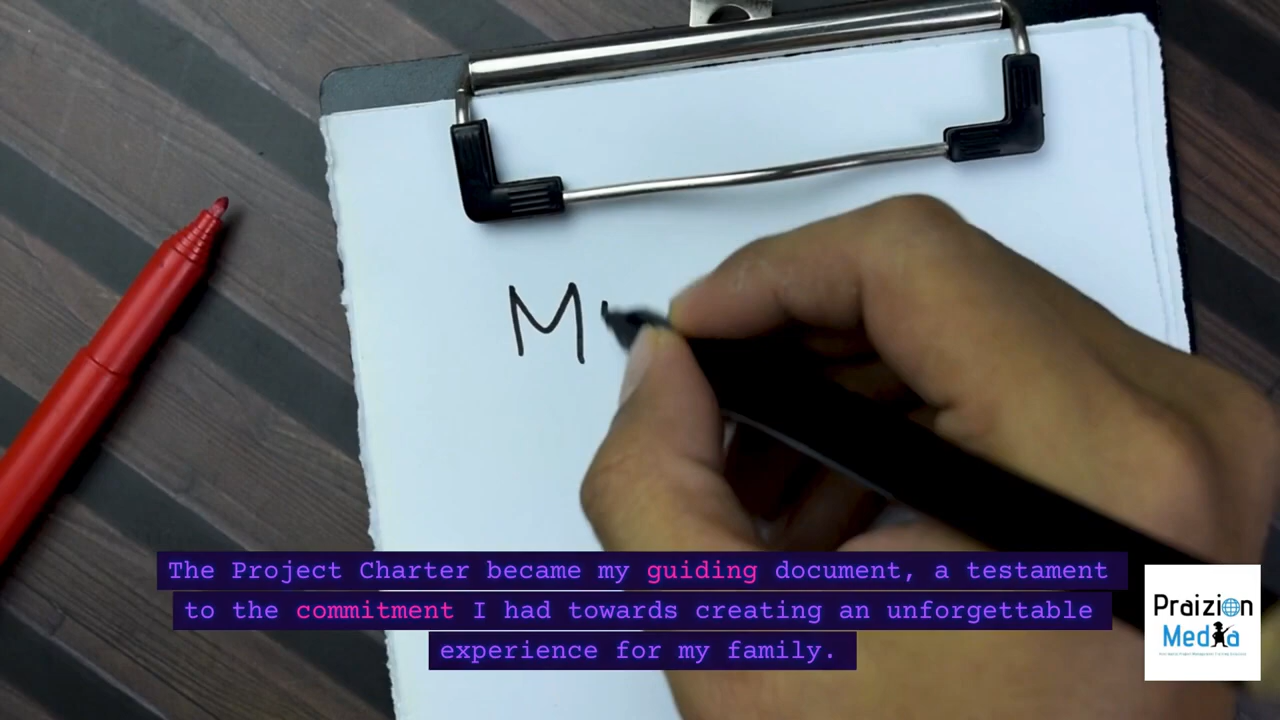 M
The Project Charter became my guiding document, a testament
to the commitment I had towards creating an unforgettable
experience for my family.
Praizion
Media